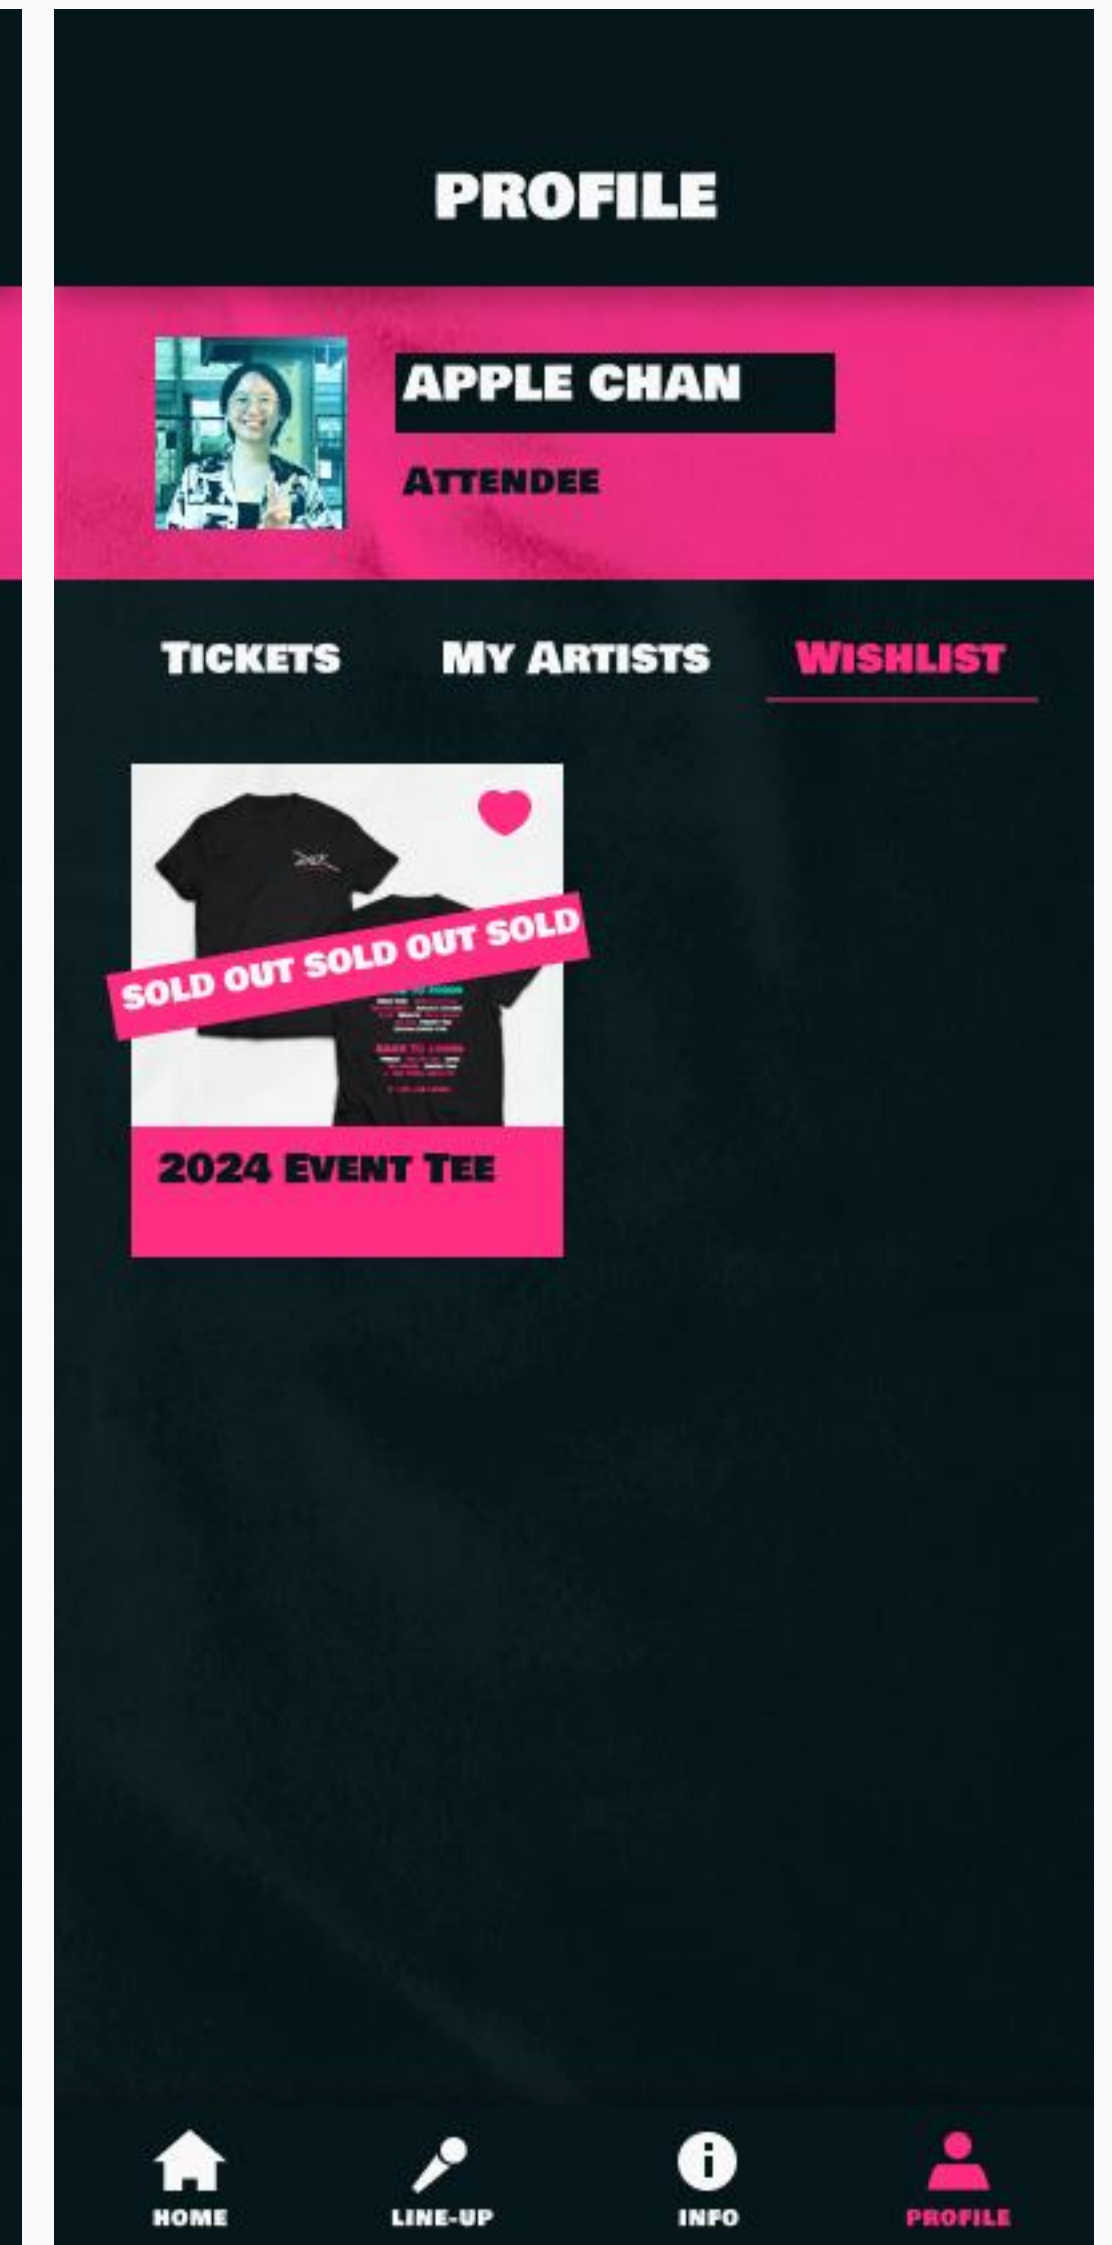 PROFILE
APPLE CHAN
ATTENDEE
TICKETS
MY ARTISTS
WISHLIST
SOLD OUT SOLD OUT SOLD
2024 EVENT TEE
HOME
LINE-UP
INFO
PROFILE